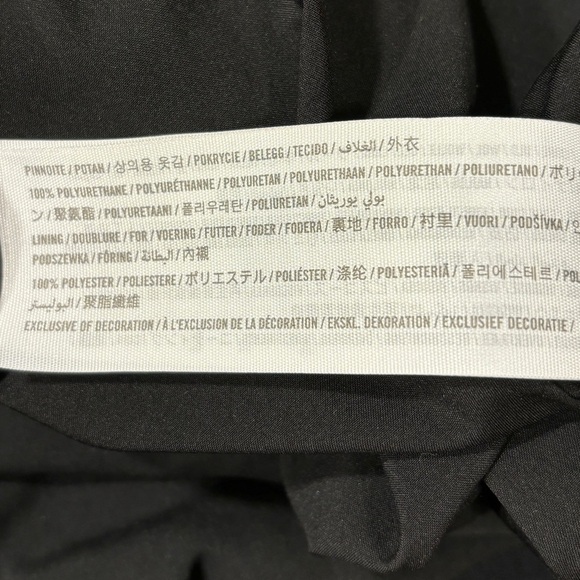 PINNOITE / POTAH / 상의용 옷감 / POKRYCIE / BELEGG / TECIDO / الغلاف / 外衣
100% POLYURETHANE / POLYURÉTHANNE / POLYURETAN / POLYURETHAAN / POLYURETHAN / POLIURETANO / ポリ
ン / 聚氨酯 / POLYURETAANI / 폴리우레탄 / POLIURETAN / بولي يوريثان
LINING / DOUBLURE / FOR / VOERING / FUTTER / FODER / FODERA / 裏地 / FORRO / 衬里 / VUORI / PODŠÍVKA /
PODSZEWKA / FÔRING / البطانة / 內襯
100% POLYESTER / POLIESTERE / ポリエステル / POLIÉSTER / 涤纶 / POLYESTERIÄ / 폴리에스테르 / POL
البوليستر / 聚脂纖維
EXCLUSIVE OF DECORATION / À L'EXCLUSION DE LA DÉCORATION / EKSKL. DEKORATION / EXCLUSIEF DECORATIE /